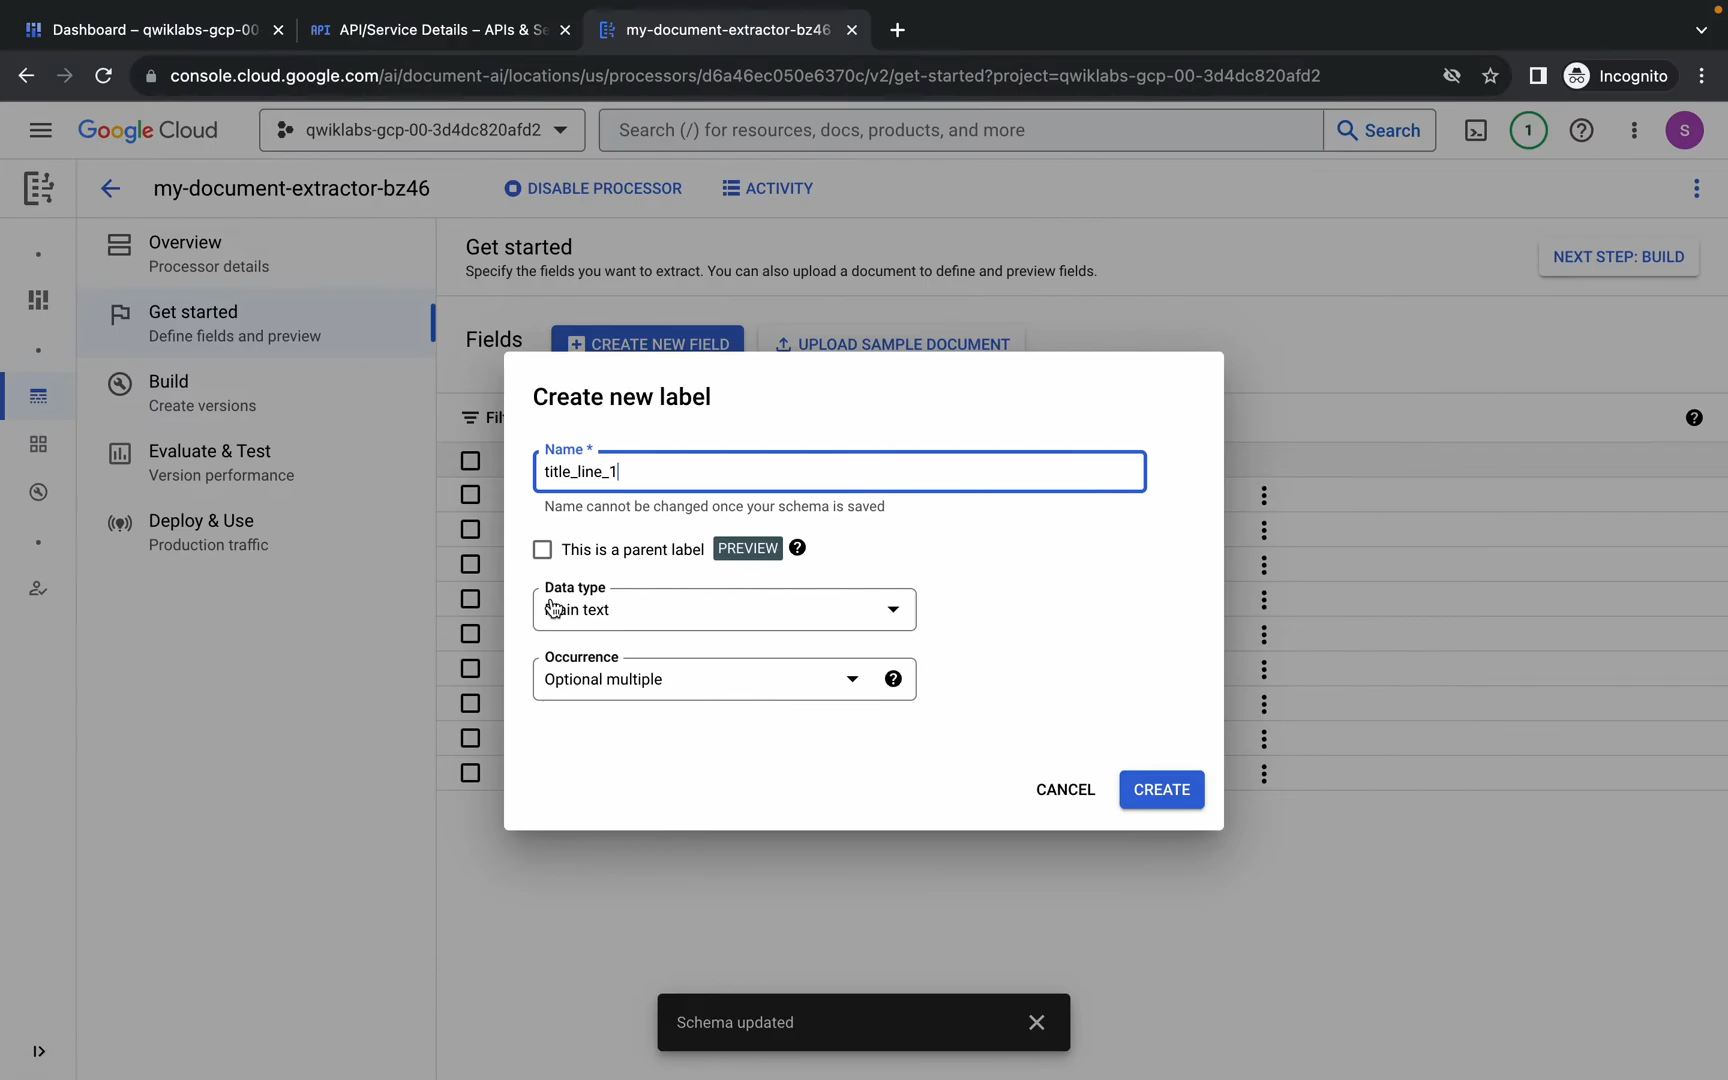 Dashboard – qwiklabs-gcp-00
API API/Service Details – APIs & Se
my-document-extractor-bz46
console.cloud.google.com/ai/document-ai/locations/us/processors/d6a46ec050e6370c/v2/get-started?project=qwiklabs-gcp-00-3d4dc820afd2
Incognito
Google Cloud
qwiklabs-gcp-00-3d4dc820afd2
Search (/) for resources, docs, products, and more
Search
1
S
my-document-extractor-bz46
DISABLE PROCESSOR
ACTIVITY
Overview
Processor details
Get started
Define fields and preview
Build
Create versions
Evaluate & Test
Version performance
Deploy & Use
Production traffic
Get started
Specify the fields you want to extract. You can also upload a document to define and preview fields.
NEXT STEP: BUILD
Fields
CREATE NEW FIELD
UPLOAD SAMPLE DOCUMENT
Create new label
Name *
title_line_1
Name cannot be changed once your schema is saved
This is a parent label PREVIEW
Data type
Plain text
Occurrence
Optional multiple
CANCEL
CREATE
Schema updated